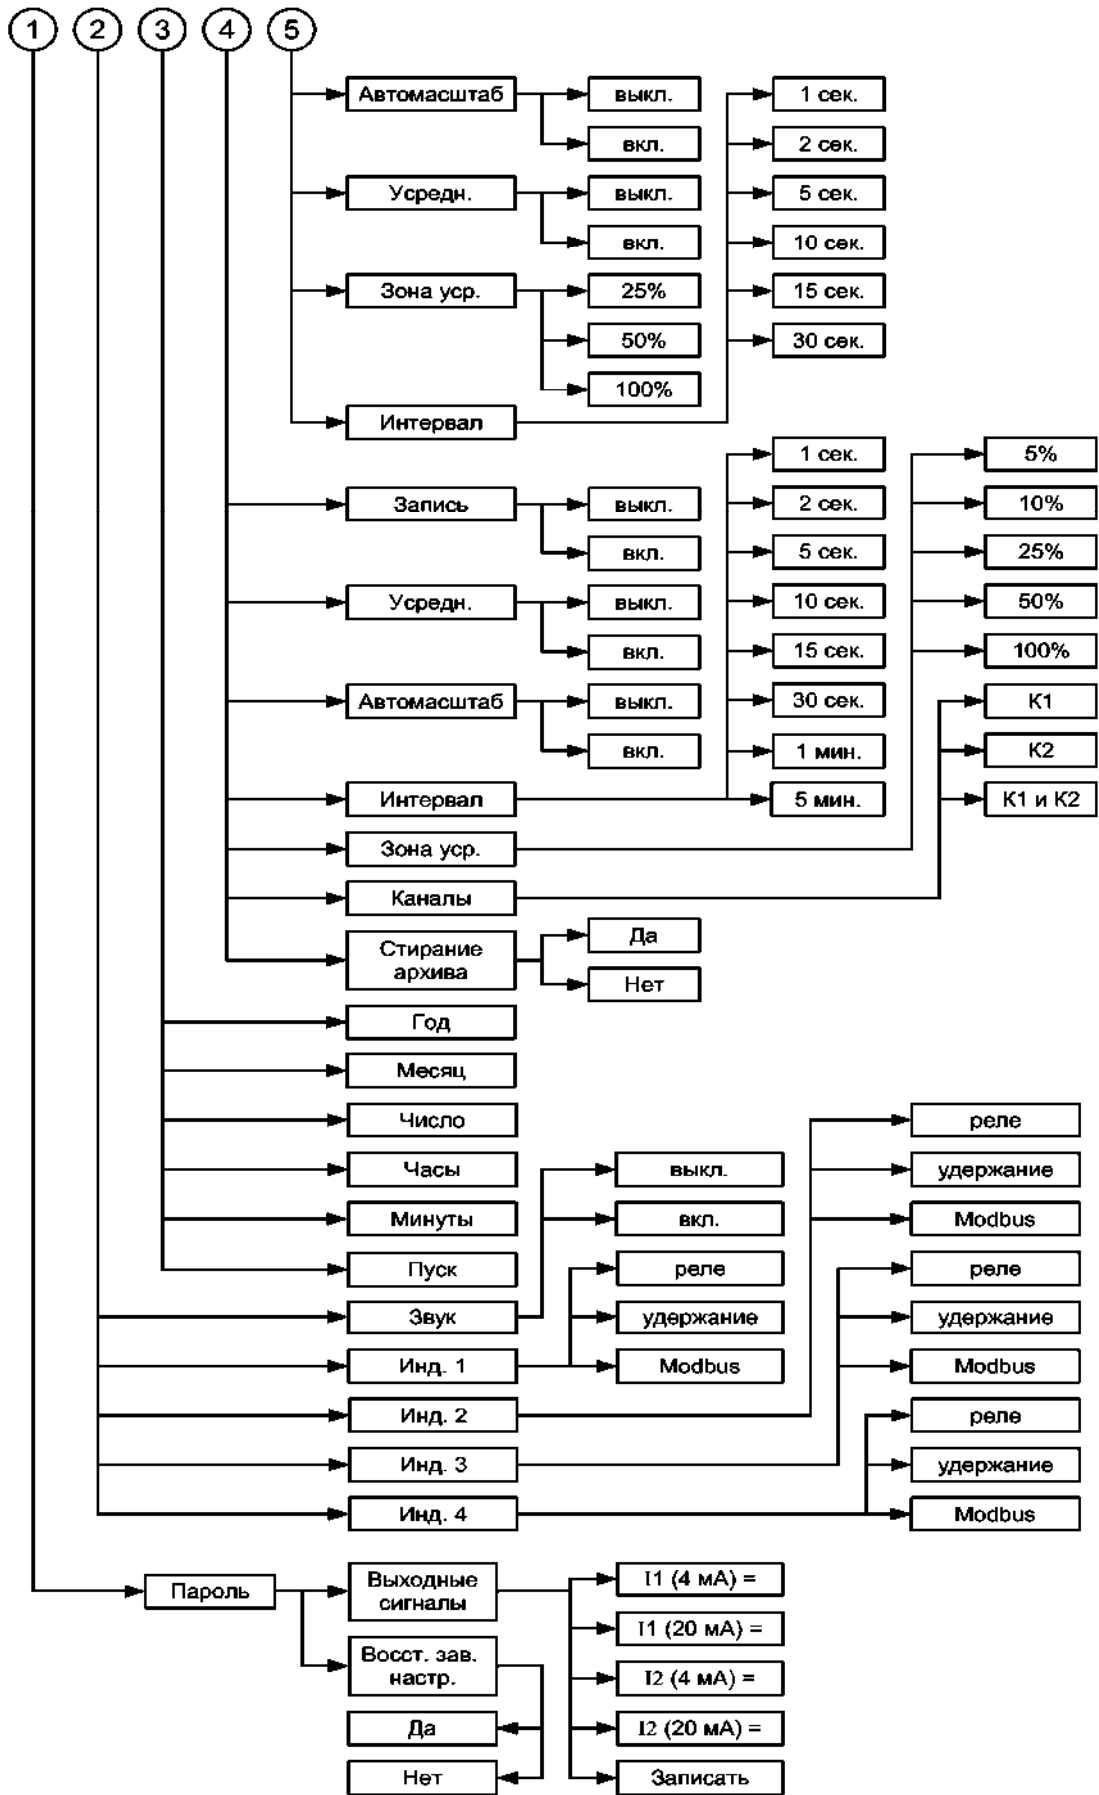 1 2 3 4 5
Автомасштаб выкл. 1 сек.
вкл. 2 сек.
Усредн. выкл. 5 сек.
вкл. 10 сек.
Зона уср. 25% 15 сек.
50% 30 сек.
100%
Интервал
1 сек. 5%
Запись выкл. 2 сек. 10%
вкл. 5 сек. 25%
Усредн. выкл. 10 сек. 50%
вкл. 15 сек. 100%
Автомасштаб выкл. 30 сек. К1
вкл. 1 мин. К2
Интервал 5 мин. К1 и К2
Зона уср.
Каналы
Стирание
архива
Да
Нет
Год
Месяц
Число реле
Часы выкл. удержание
Минуты вкл. Modbus
Пуск реле реле
Звук удержание удержание
Инд. 1 Modbus Modbus
Инд. 2 реле
Инд. 3 удержание
Инд. 4 Modbus
Пароль
Выходные
сигналы
I1 (4 мА) =
I1 (20 мА) =
Восст. зав.
настр.
I2 (4 мА) =
Да I2 (20 мА) =
Нет Записать